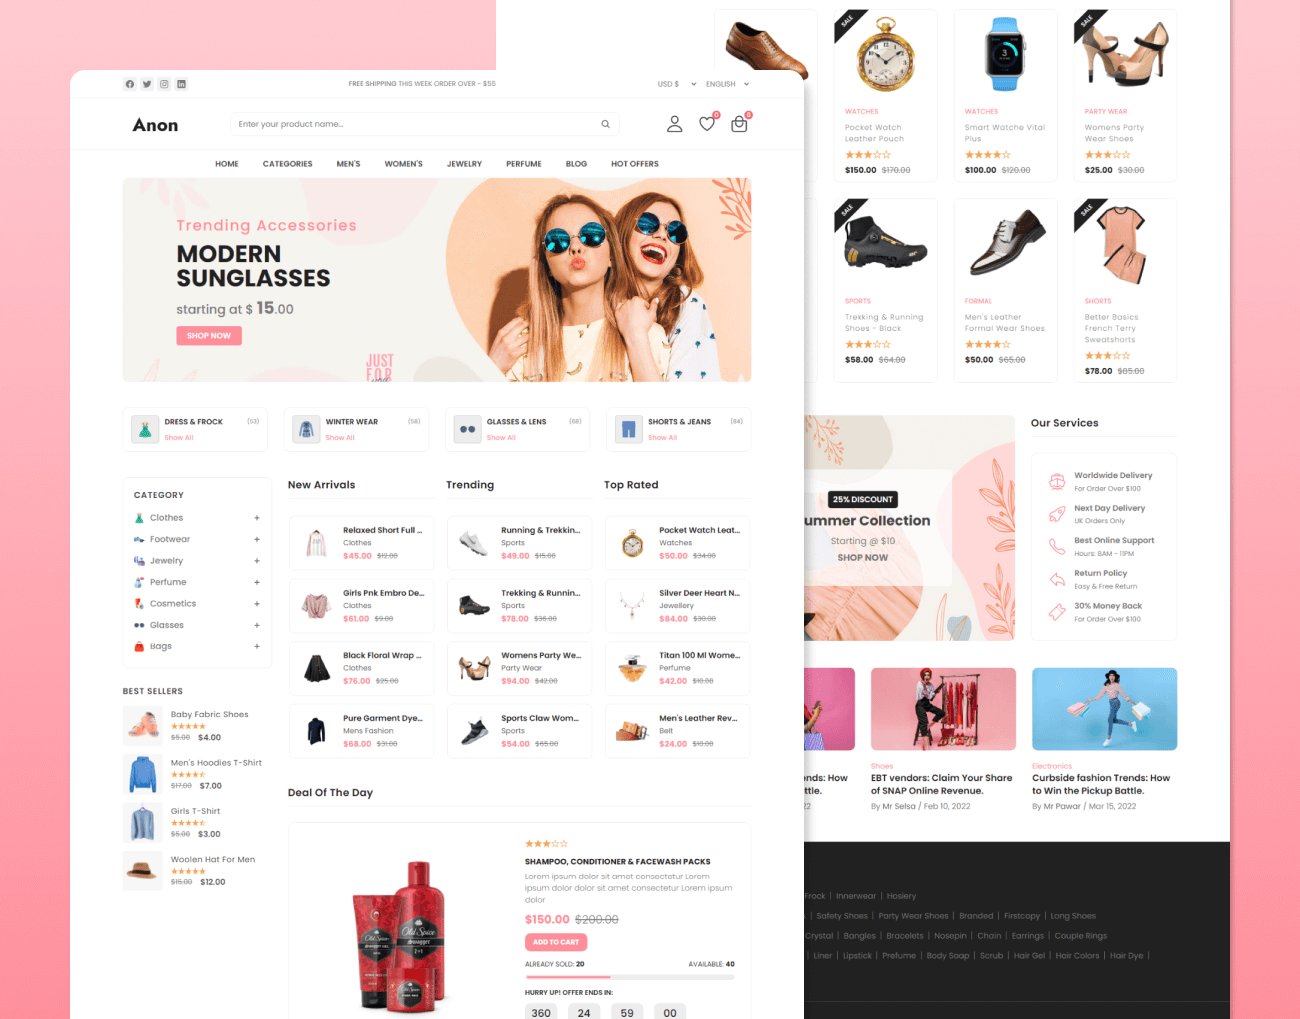 FREE SHIPPING THIS WEEK ORDER OVER - $55
USD $
ENGLISH
Anon
Enter your product name...
0
0
HOME
CATEGORIES
MEN'S
WOMEN'S
JEWELRY
PERFUME
BLOG
HOT OFFERS
Trending Accessories
MODERN
SUNGLASSES
starting at $ 15.00
SHOP NOW
JUST
FOR
DRESS & FROCK
(53)
Show All
WINTER WEAR
(58)
Show All
GLASSES & LENS
(68)
Show All
SHORTS & JEANS
(84)
Show All
CATEGORY
Clothes +
Footwear +
Jewelry +
Perfume +
Cosmetics +
Glasses +
Bags +
BEST SELLERS
Baby Fabric Shoes
$5.00 $4.00
Men's Hoodies T-Shirt
$17.00 $7.00
Girls T-Shirt
$5.00 $3.00
Woolen Hat For Men
$15.00 $12.00
New Arrivals
Relaxed Short Full ...
Clothes
$45.00 $12.00
Girls Pnk Embro De...
Clothes
$61.00 $9.00
Black Floral Wrap ...
Clothes
$76.00 $25.00
Pure Garment Dye...
Mens Fashion
$68.00 $31.00
Trending
Running & Trekkin...
Sports
$49.00 $15.00
Trekking & Runnin...
Sports
$78.00 $36.00
Womens Party We...
Party Wear
$94.00 $42.00
Sports Claw Wom...
Sports
$54.00 $65.00
Top Rated
Pocket Watch Leat...
Watches
$50.00 $34.00
Silver Deer Heart N...
Jewellery
$84.00 $30.00
Titan 100 Ml Wome...
Perfume
$42.00 $10.00
Men's Leather Rev...
Belt
$24.00 $10.00
Deal Of The Day
Old Spice
SWAGGER
Old Spice
SWAGGER
2-1
Old Spice
SHAMPOO, CONDITIONER & FACEWASH PACKS
Lorem ipsum dolor sit amet consectetur Lorem
ipsum dolor sit amet consectetur Lorem ipsum
dolor
$150.00 $200.00
ADD TO CART
ALREADY SOLD: 20
AVAILABLE: 40
HURRY UP! OFFER ENDS IN:
360
24
59
00
SALE
WATCHES
Pocket Watch
Leather Pouch
$150.00 $170.00
WATCHES
Smart Watche Vital
Plus
$100.00 $120.00
SALE
PARTY WEAR
Womens Party
Wear Shoes
$25.00 $30.00
SALE
SPORTS
Trekking & Running
Shoes - Black
$58.00 $64.00
FORMAL
Men's Leather
Formal Wear Shoes
$50.00 $65.00
SALE
SHORTS
Better Basics
French Terry
Sweatshorts
$78.00 $85.00
25% DISCOUNT
ummer Collection
Starting @ $10
SHOP NOW
Our Services
Worldwide Delivery
For Order Over $100
Next Day Delivery
UK Orders Only
Best Online Support
Hours: 8AM - 11PM
Return Policy
Easy & Free Return
30% Money Back
For Order Over $100
nds: How
ttle.
22
Shoes
EBT vendors: Claim Your Share
of SNAP Online Revenue.
By Mr Selsa / Feb 10, 2022
Electronics
Curbside fashion Trends: How
to Win the Pickup Battle.
By Mr Pawar / Mar 15, 2022
Frock | Innerwear | Hosiery
| Safety Shoes | Party Wear Shoes | Branded | Firstcopy | Long Shoes
Crystal | Bangles | Bracelets | Nosepin | Chain | Earrings | Couple Rings
| Liner | Lipstick | Prefume | Body Soap | Scrub | Hair Gel | Hair Colors | Hair Dye |